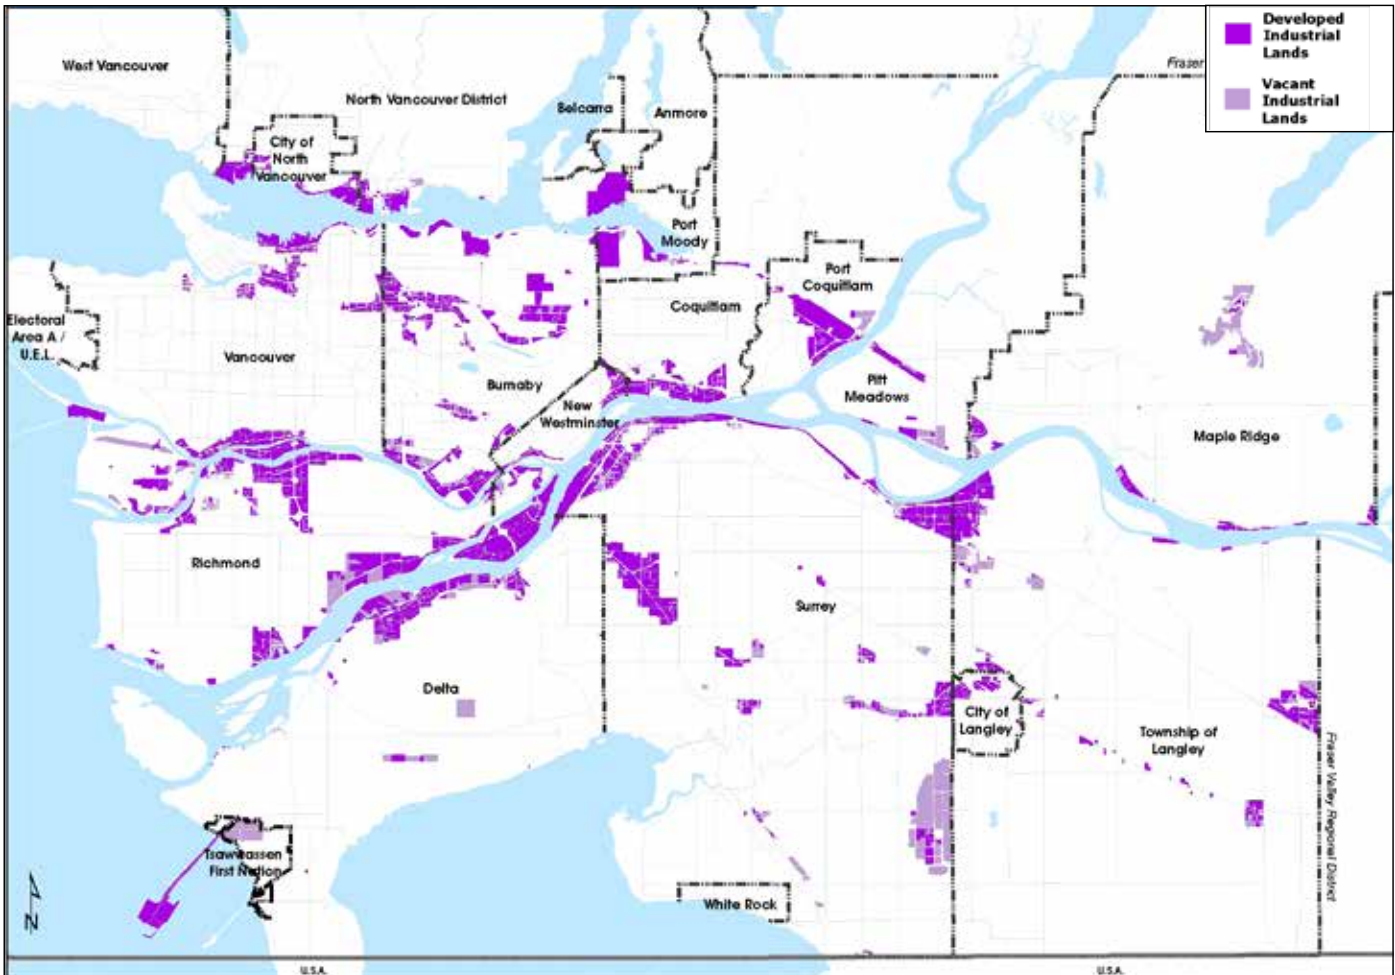 Developed
Industrial
Lands
Vacant
Industrial
Lands
Fraser
West Vancouver
North Vancouver District
Belcarra
Anmore
City of
North
Vancouver
Port
Moody
Port
Coquitlam
Coquitlam
Electoral
Area A /
U.E.L.
Vancouver
Burnaby
New
Westminster
Pitt
Meadows
Maple Ridge
Richmond
Surrey
Delta
City of
Langley
Township of
Langley
Fraser Valley Regional District
Tsawwassen
First Nation
White Rock
N
U.S.A.
U.S.A.